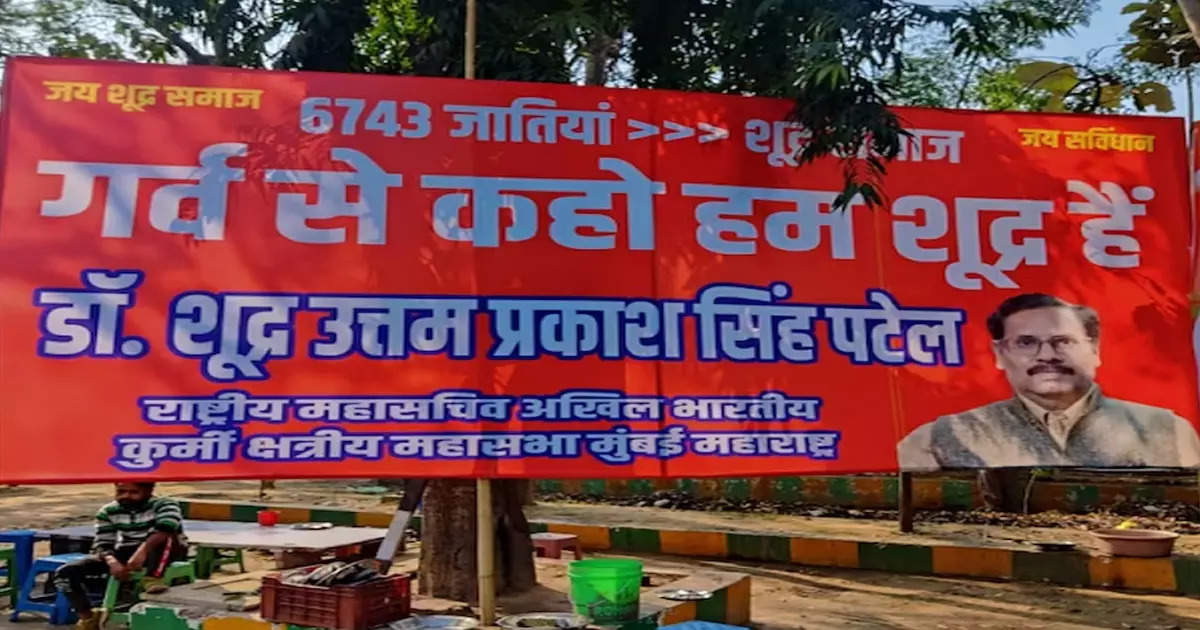 जय शूद्र समाज
6743 जातियां >>> शूद्र समाज
जय सविंधान
गर्व से कहो हम शूद्र हैं
डॉ. शूद्र उत्तम प्रकाश सिंह पटेल
राष्ट्रीय महासचिव अखिल भारतीय
कुर्मी क्षत्रीय महासभा मुंबई महाराष्ट्र